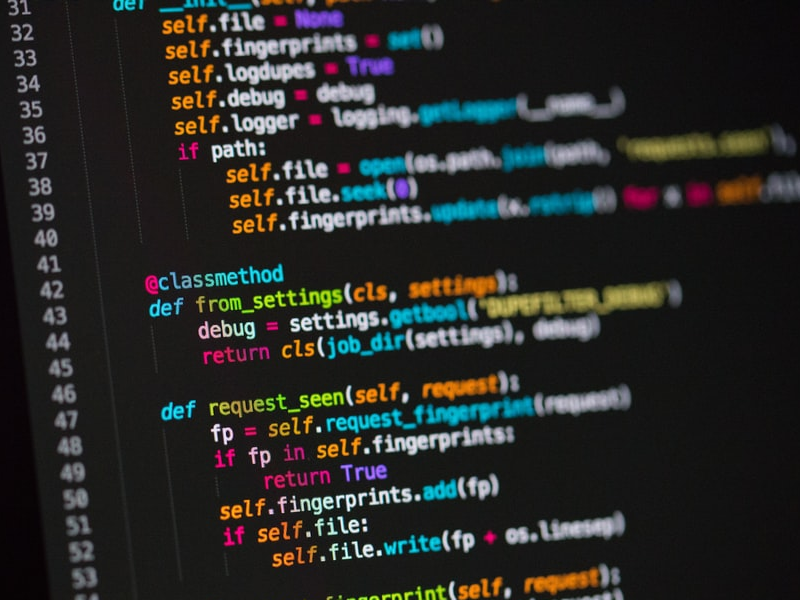 31 def __init__(self,
32 self.file = None
33 self.fingerprints = set()
34 self.logdupes = True
35 self.debug = debug
36 self.logger = logging.getLogger(__name__)
37 if path:
38 self.file = open(os.path.join(path, 'requests.seen'),
39 self.file.seek(0)
40 self.fingerprints.update(x.rstrip() for x in self.file
41
42 @classmethod
43 def from_settings(cls, settings):
44 debug = settings.getbool('DUPEFILTER_DEBUG')
45 return cls(job_dir(settings), debug)
46
47 def request_seen(self, request):
48 fp = self.request_fingerprint(request)
49 if fp in self.fingerprints:
50 return True
51 self.fingerprints.add(fp)
52 if self.file:
53 self.file.write(fp + os.linesep)
54
fingerprint(self, request):